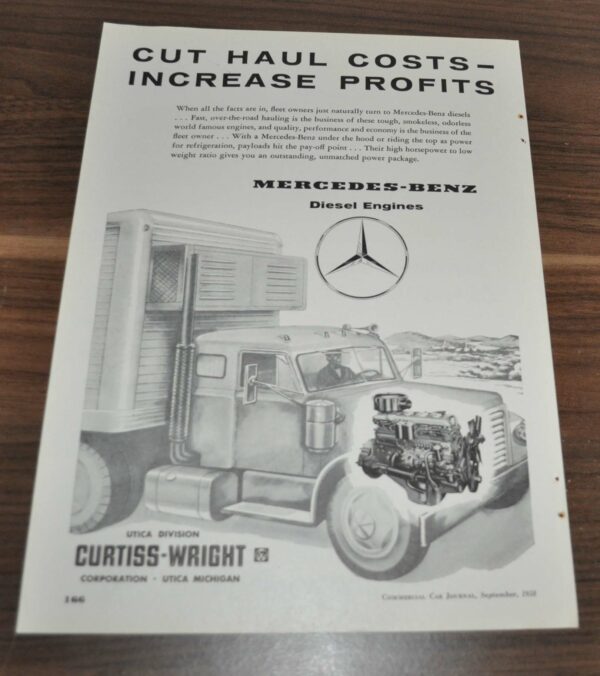 CUT HAUL COSTS—
INCREASE PROFITS
When all the facts are in, fleet owners just naturally turn to Mercedes-Benz diesels
. . . Fast, over-the-road hauling is the business of these tough, smokeless, odorless
world famous engines, and quality, performance and economy is the business of the
fleet owner . . . With a Mercedes-Benz under the hood or riding the top as power
for refrigeration, payloads hit the pay-off point . . . Their high horsepower to low
weight ratio gives you an outstanding, unmatched power package.
MERCEDES-BENZ
Diesel Engines
UTICA DIVISION
CURTISS-WRIGHT
CORPORATION · UTICA MICHIGAN
166
COMMERCIAL CAR JOURNAL, September, 1958